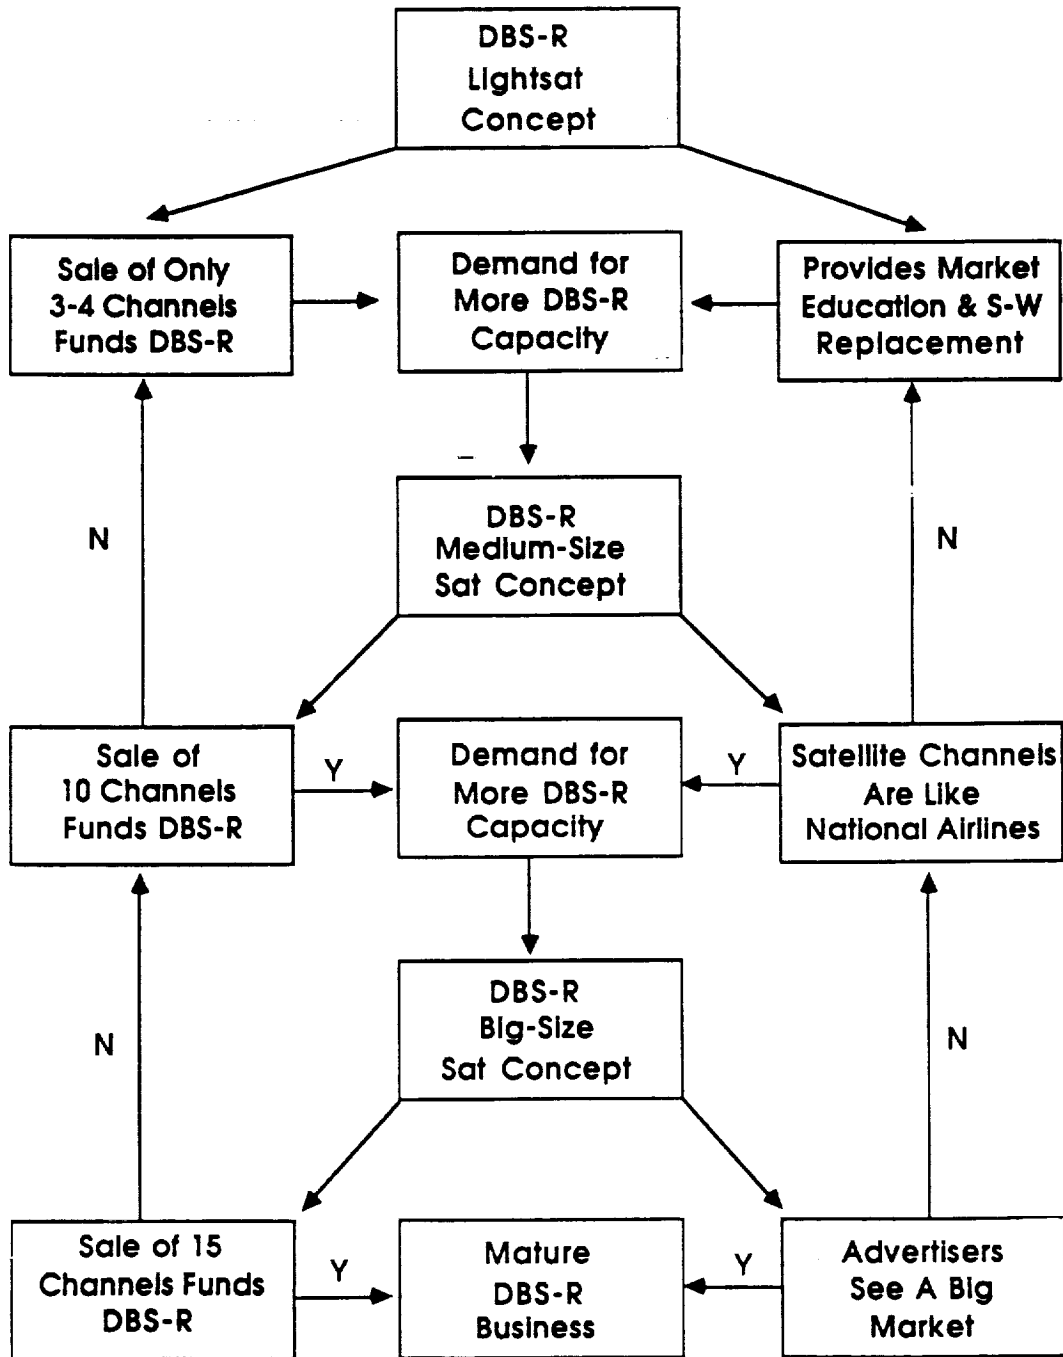 DBS-R
Lightsat
Concept
Sale of Only
3-4 Channels
Funds DBS-R
Demand for
More DBS-R
Capacity
Provides Market
Education & S-W
Replacement
N
N
DBS-R
Medium-Size
Sat Concept
Sale of
10 Channels
Funds DBS-R
Y
Demand for
More DBS-R
Capacity
Y
Satellite Channels
Are Like
National Airlines
N
N
DBS-R
Big-Size
Sat Concept
Sale of 15
Channels Funds
DBS-R
Y
Mature
DBS-R
Business
Y
Advertisers
See A Big
Market